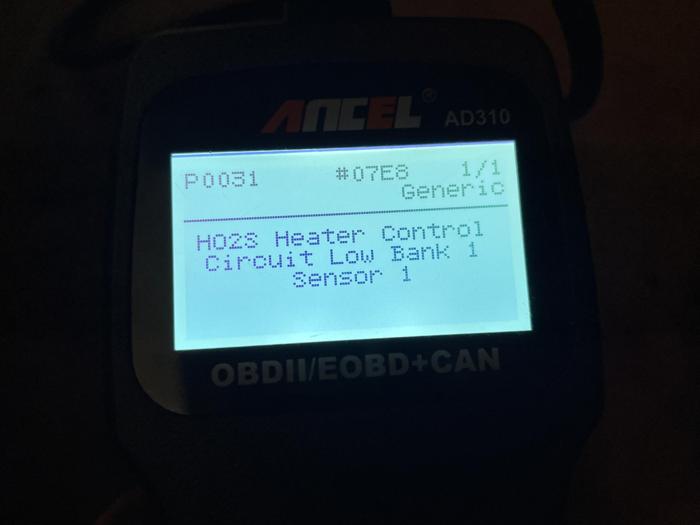 ANCEL®
AD310
P0031 #07E8 1/1
Generic
HO2S Heater Control
Circuit Low Bank 1
Sensor 1
OBDII/EOBD+CAN